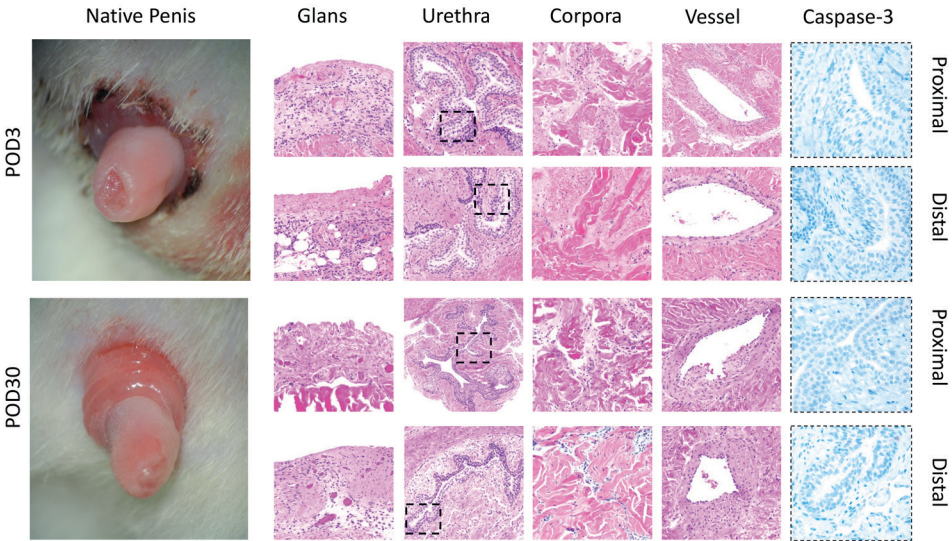 Native Penis
Glans
Urethra
Corpora
Vessel
Caspase-3
POD3
Proximal
Distal
POD30
Proximal
Distal